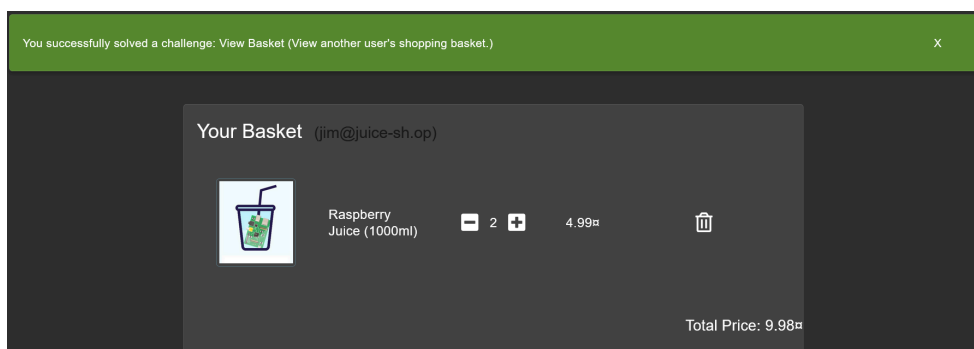 You successfully solved a challenge: View Basket (View another user's shopping basket.) X
Your Basket (jim@juice-sh.op)
Raspberry
Juice (1000ml)
2
4.99¤
Total Price: 9.98¤